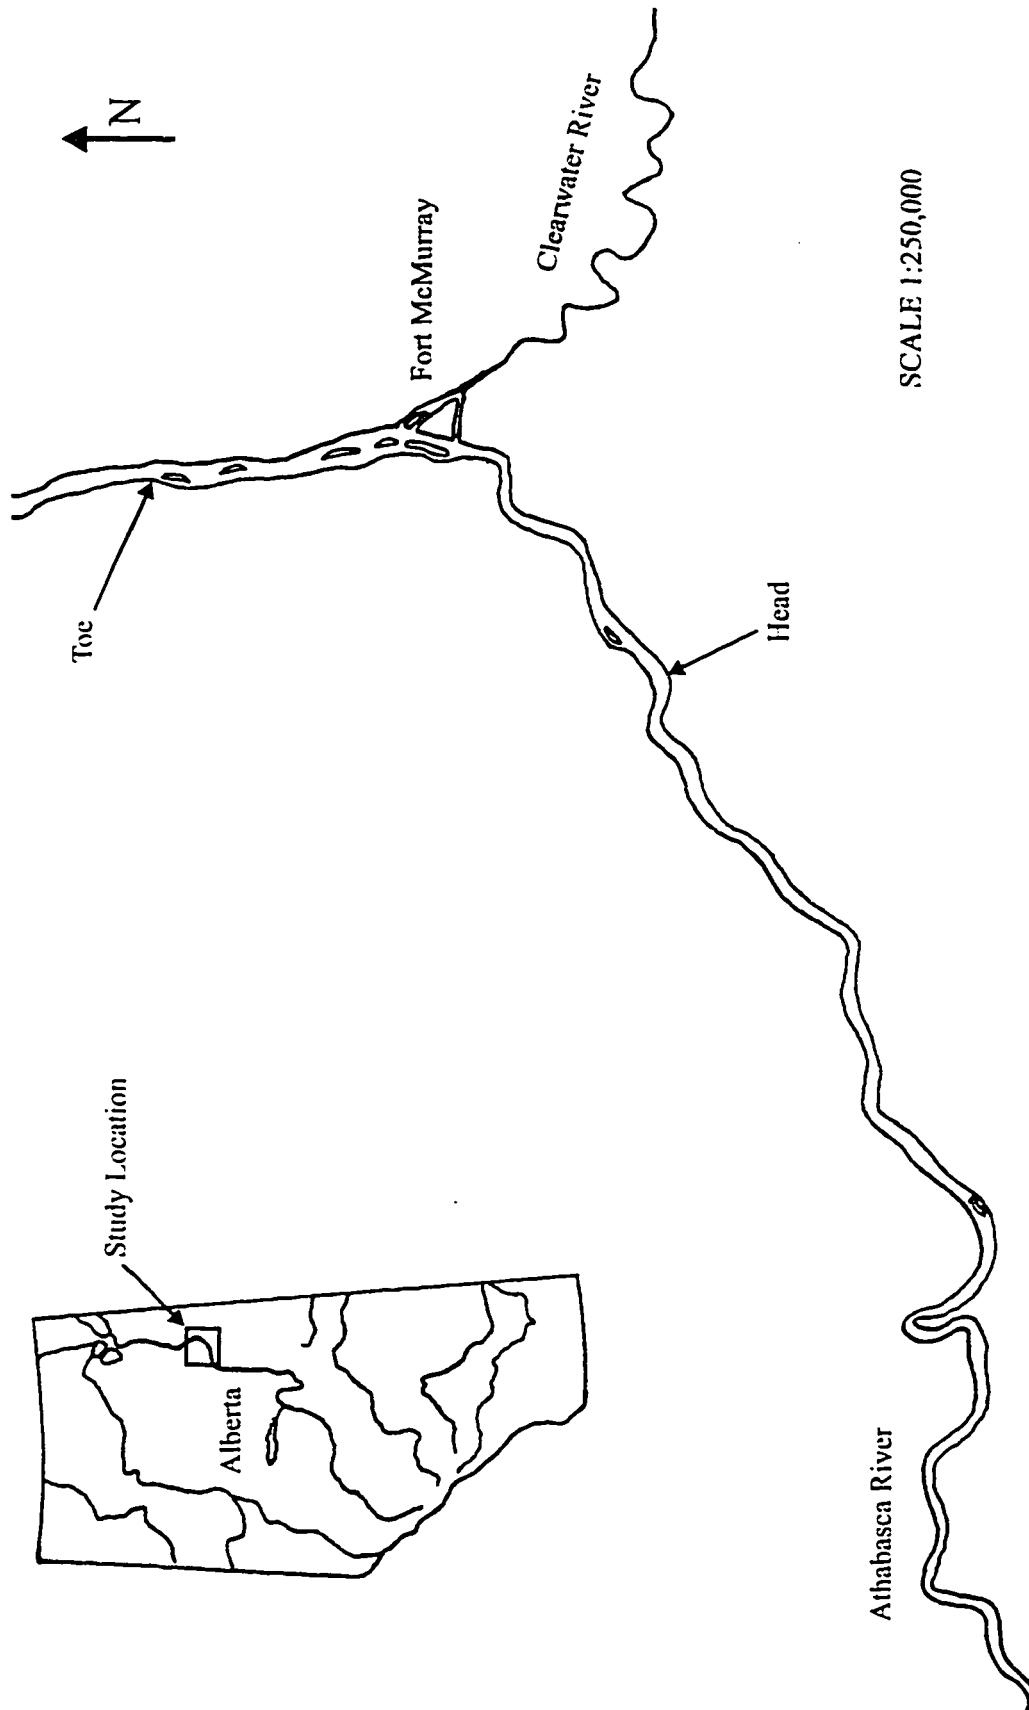 Study Location
Alberta
Toe
N
Fort McMurray
Clearwater River
Head
Athabasca River
SCALE 1:250,000